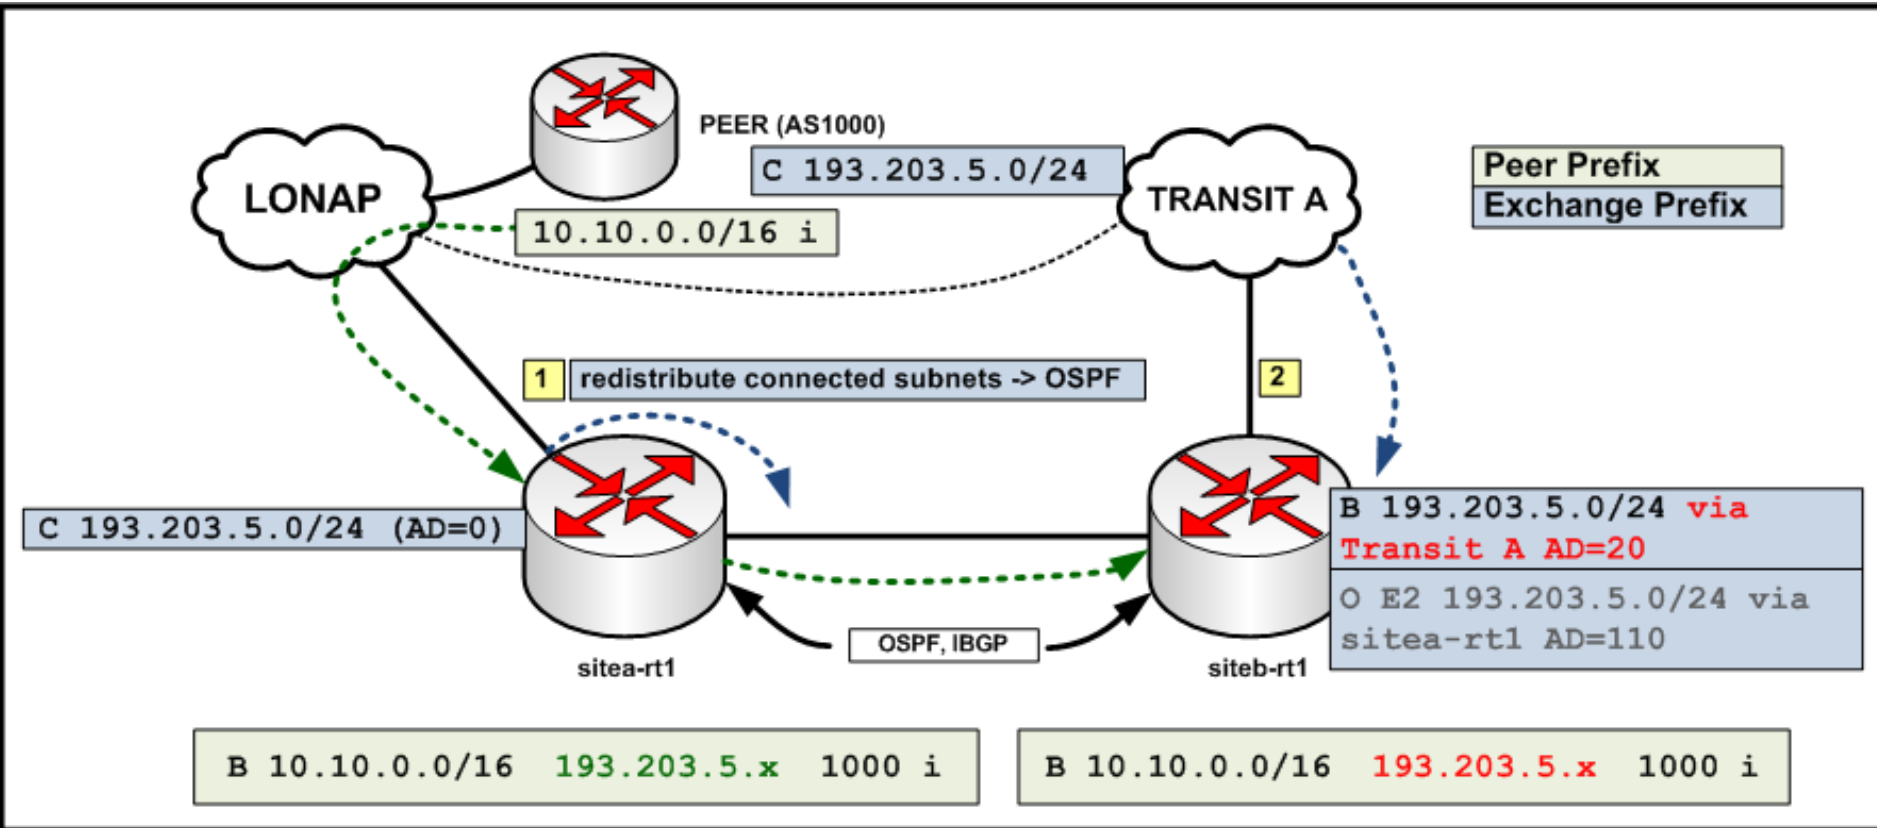 PEER (AS1000)
C 193.203.5.0/24
LONAP
TRANSIT A
Peer Prefix
Exchange Prefix
10.10.0.0/16 i
1 redistribute connected subnets -> OSPF
2
C 193.203.5.0/24 (AD=0)
B 193.203.5.0/24 via
Transit A AD=20
O E2 193.203.5.0/24 via
sitea-rt1 AD=110
OSPF, IBGP
sitea-rt1
siteb-rt1
B 10.10.0.0/16 193.203.5.x 1000 i
B 10.10.0.0/16 193.203.5.x 1000 i